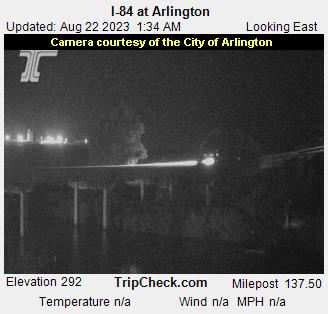 I-84 at Arlington
Updated: Aug 22 2023 1:34 AM Looking East
Camera courtesy of the City of Arlington
Elevation 292 TripCheck.com Milepost 137.50
Temperature n/a Wind n/a MPH n/a